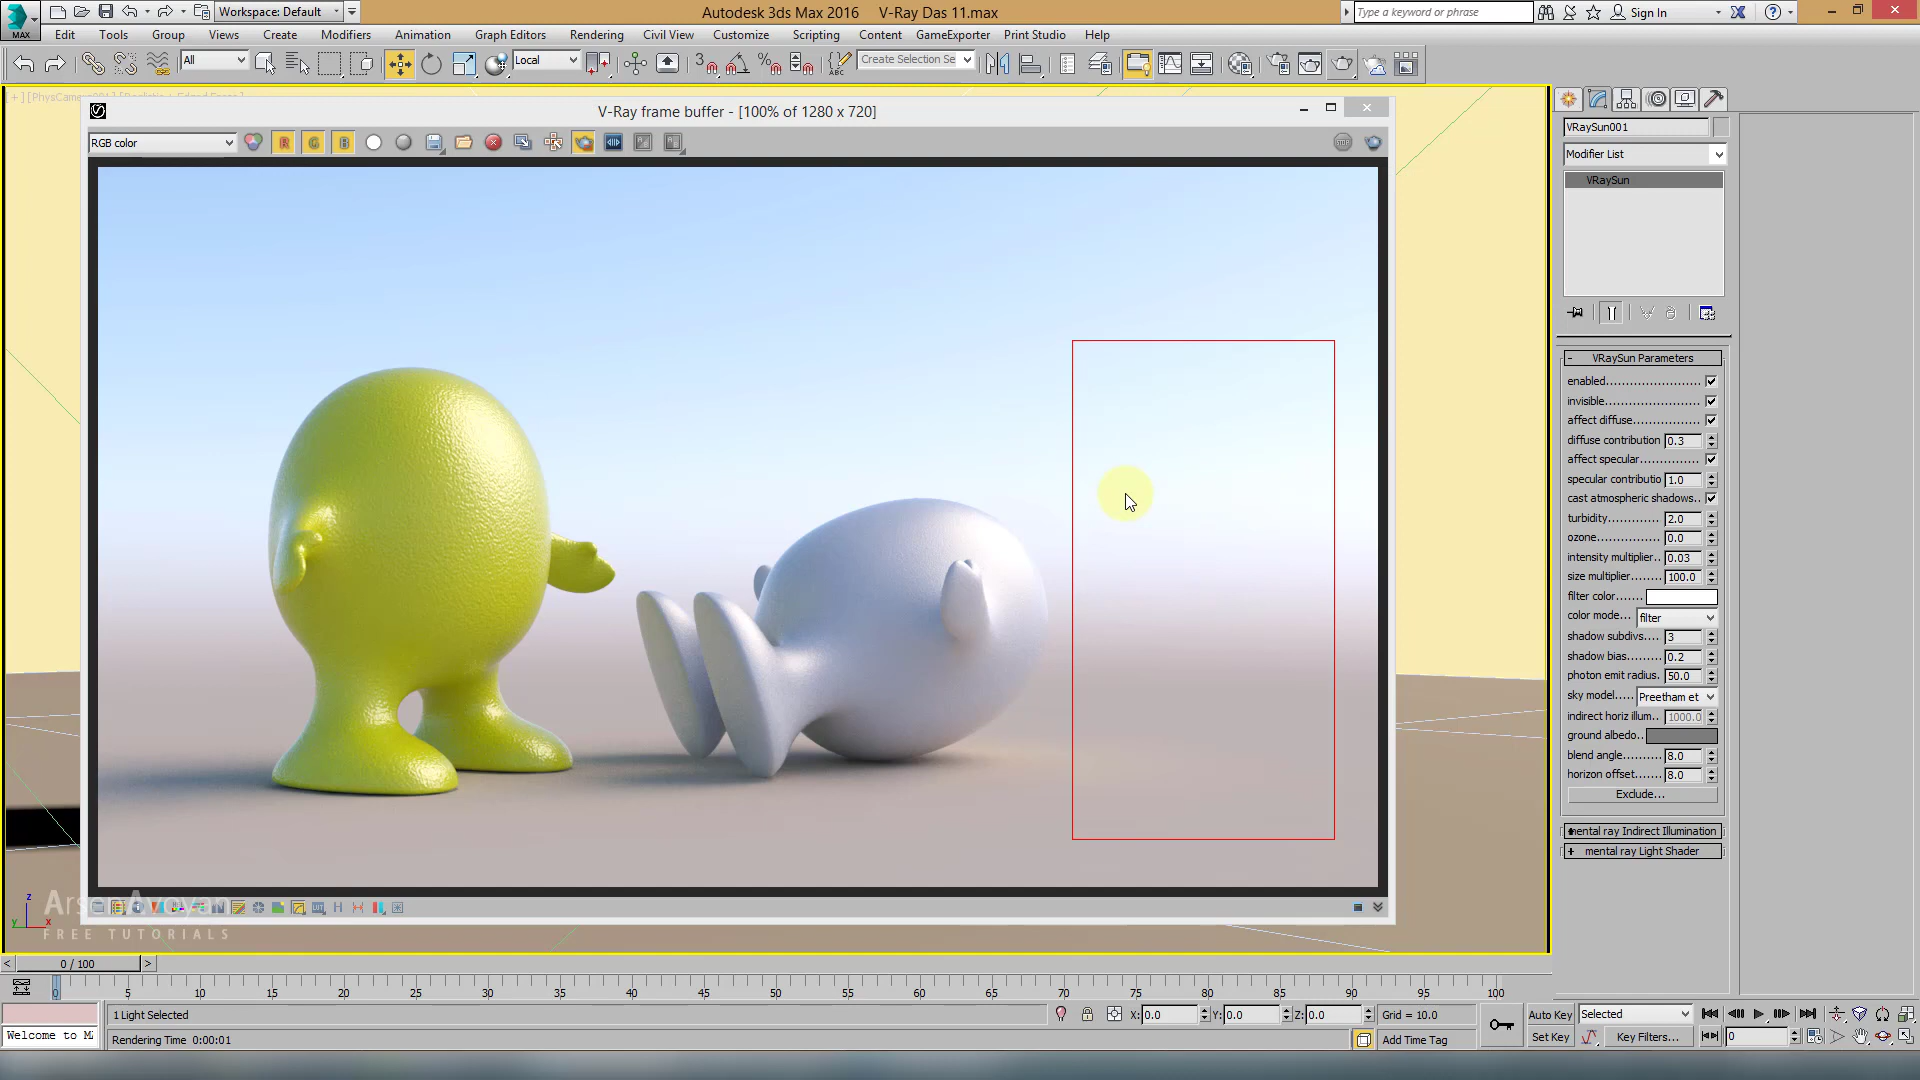 Autodesk 3ds Max 2016 V-Ray Das 11.max
Workspace: Default
Type a keyword or phrase
Sign In
MAX
Edit Tools Group Views Create Modifiers Animation Graph Editors Rendering Civil View Customize Scripting Content GameExporter Print Studio Help
All
Local
Create Selection Se
V-Ray frame buffer - [100% of 1280 x 720]
RGB color
R G B
VRaySun001
Modifier List
VRaySun
- VRaySun Parameters
enabled
invisible
affect diffuse
diffuse contribution 0.3
affect specular
specular contributio 1.0
cast atmospheric shadows
turbidity 2.0
ozone 0.0
intensity multiplier 0.03
size multiplier 100.0
filter color
color mode filter
shadow subdivs 3
shadow bias 0.2
photon emit radius 50.0
sky model Preetham et
indirect horiz illum 1000.0
ground albedo
blend angle 8.0
horizon offset 8.0
Exclude...
mental ray Indirect Illumination
+ mental ray Light Shader
z
y
x
ArsenAvoyan
FREE TUTORIALS
< 0 / 100 >
0 5 10 15 20 25 30 35 40 45 50 55 60 65 70 75 80 85 90 95 100
1 Light Selected
X: 0.0 Y: 0.0 Z: 0.0 Grid = 10.0
Auto Key Selected
Welcome to M
Rendering Time 0:00:01
Add Time Tag
Set Key Key Filters... 0